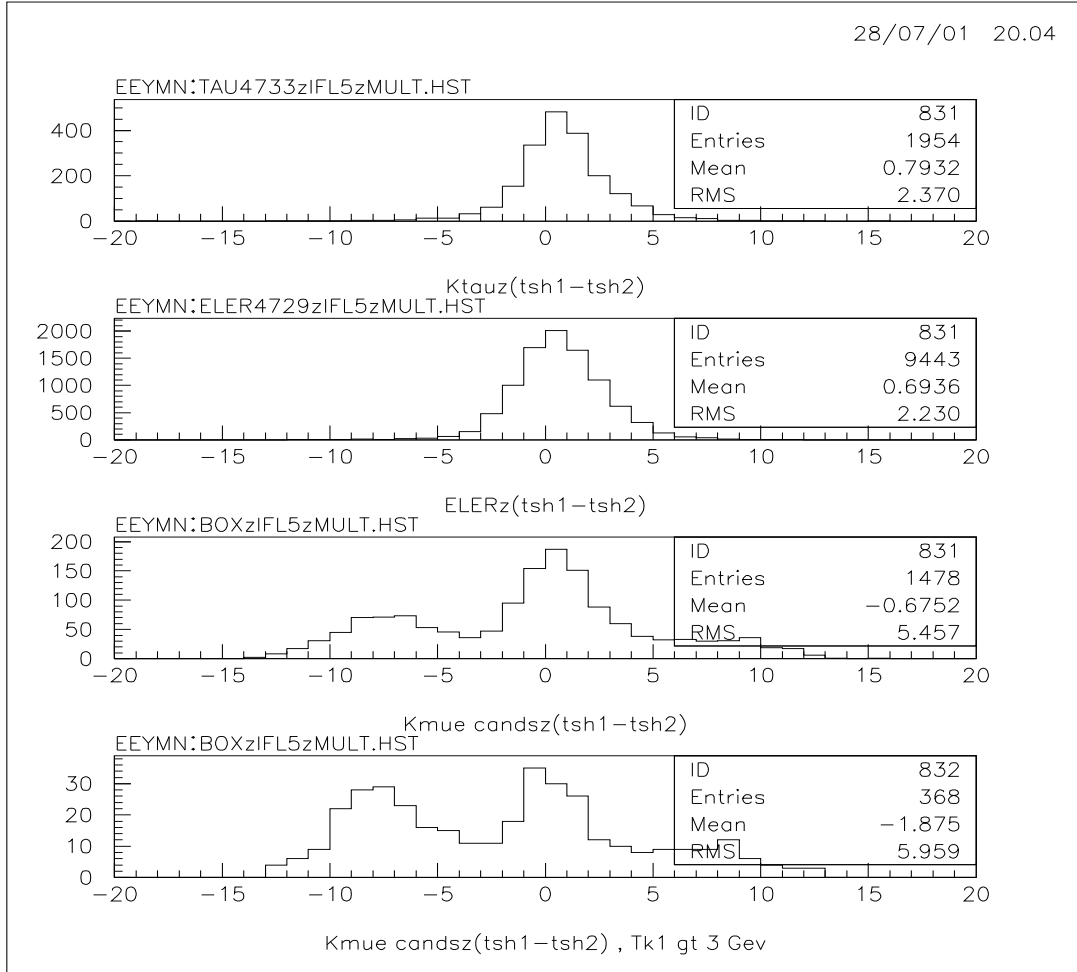 28/07/01 20.04
EEYMN:TAU4733zIFL5zMULT.HST
ID 831
Entries 1954
Mean 0.7932
RMS 2.370
400
200
0
−20 −15 −10 −5 0 5 10 15 20
Ktauz(tsh1−tsh2)
EEYMN:ELER4729zIFL5zMULT.HST
ID 831
Entries 9443
Mean 0.6936
RMS 2.230
2000
1500
1000
500
0
−20 −15 −10 −5 0 5 10 15 20
ELERz(tsh1−tsh2)
EEYMN:BOXzIFL5zMULT.HST
ID 831
Entries 1478
Mean −0.6752
RMS 5.457
200
150
100
50
0
−20 −15 −10 −5 0 5 10 15 20
Kmue candsz(tsh1−tsh2)
EEYMN:BOXzIFL5zMULT.HST
ID 832
Entries 368
Mean −1.875
RMS 5.959
30
20
10
0
−20 −15 −10 −5 0 5 10 15 20
Kmue candsz(tsh1−tsh2) , Tk1 gt 3 Gev